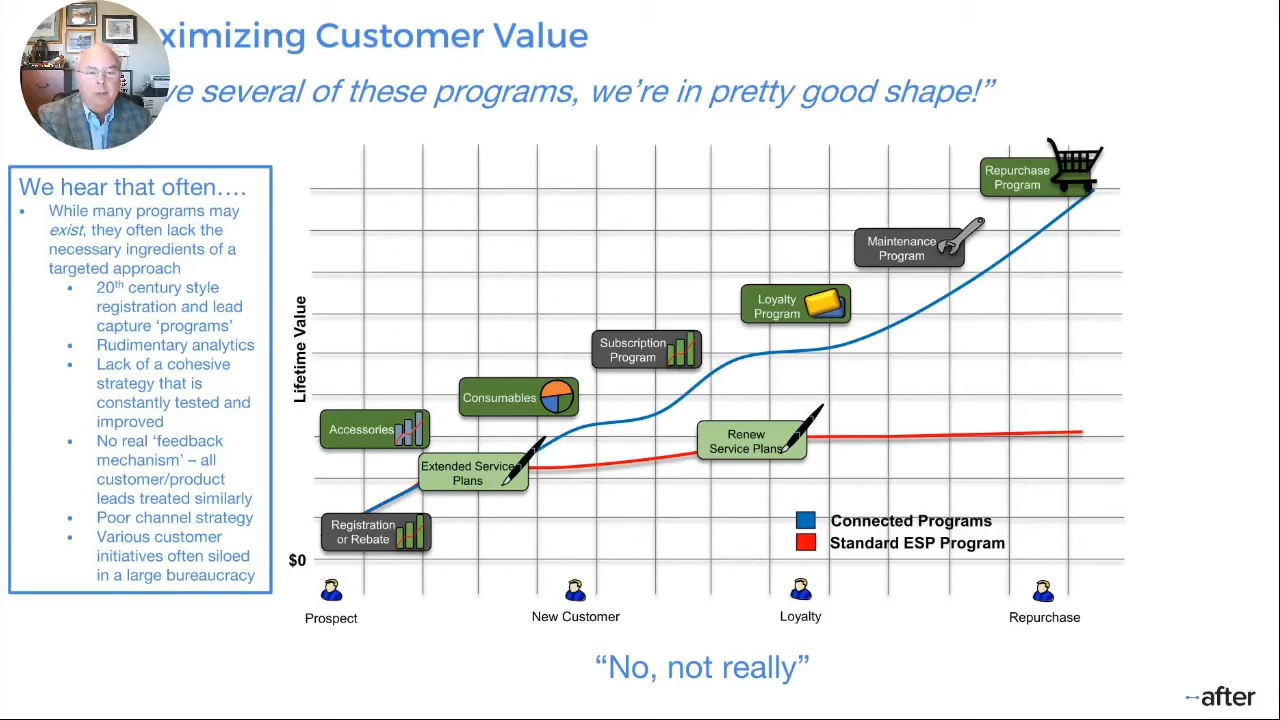 ximizing Customer Value
ve several of these programs, we're in pretty good shape!”
We hear that often….
• While many programs may
exist, they often lack the
necessary ingredients of a
targeted approach
• 20th century style
registration and lead
capture ‘programs’
• Rudimentary analytics
• Lack of a cohesive
strategy that is
constantly tested and
improved
• No real ‘feedback
mechanism’ – all
customer/product
leads treated similarly
• Poor channel strategy
• Various customer
initiatives often siloed
in a large bureaucracy
Lifetime Value
$0
Repurchase
Program
Maintenance
Program
Loyalty
Program
Subscription
Program
Consumables
Accessories
Renew
Service Plans
Extended Service
Plans
Registration
or Rebate
Connected Programs
Standard ESP Program
Prospect
New Customer
Loyalty
Repurchase
“No, not really”
after